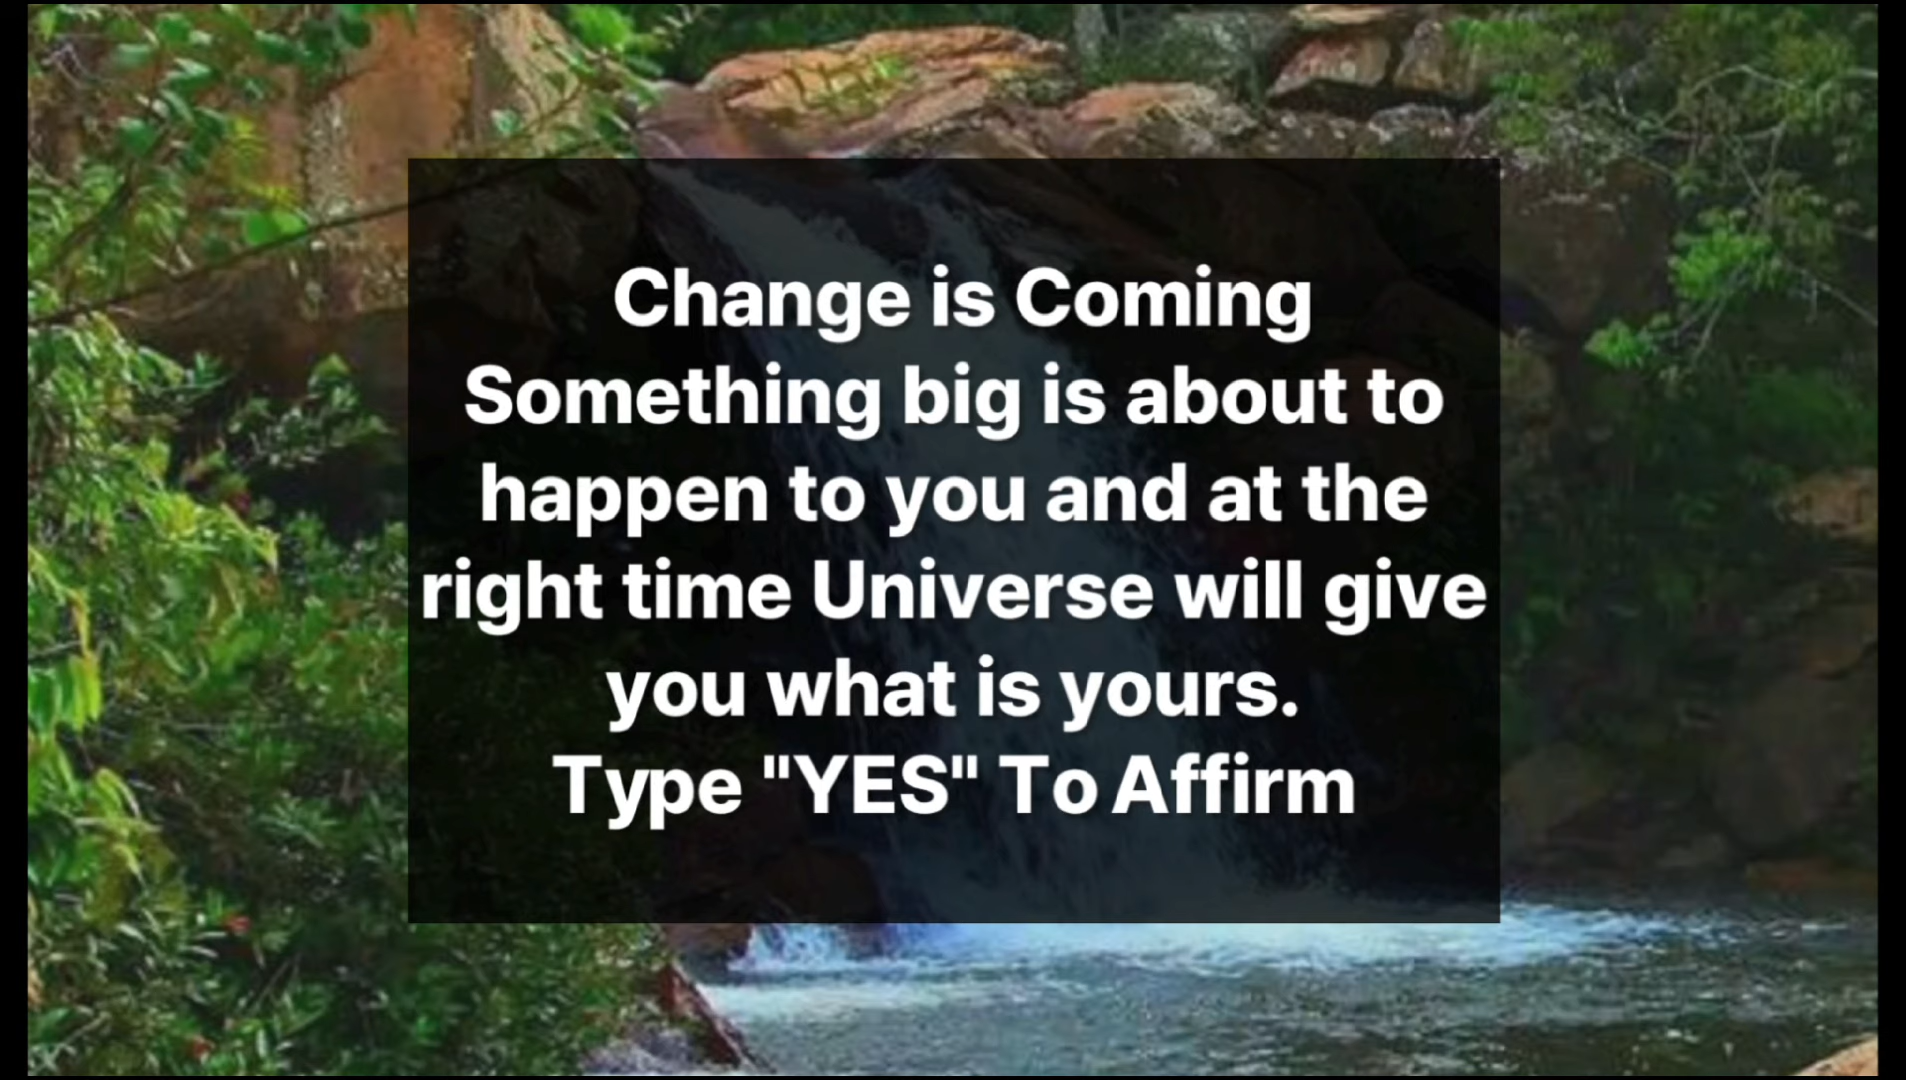 Change is Coming
Something big is about to
happen to you and at the
right time Universe will give
you what is yours.
Type "YES" To Affirm